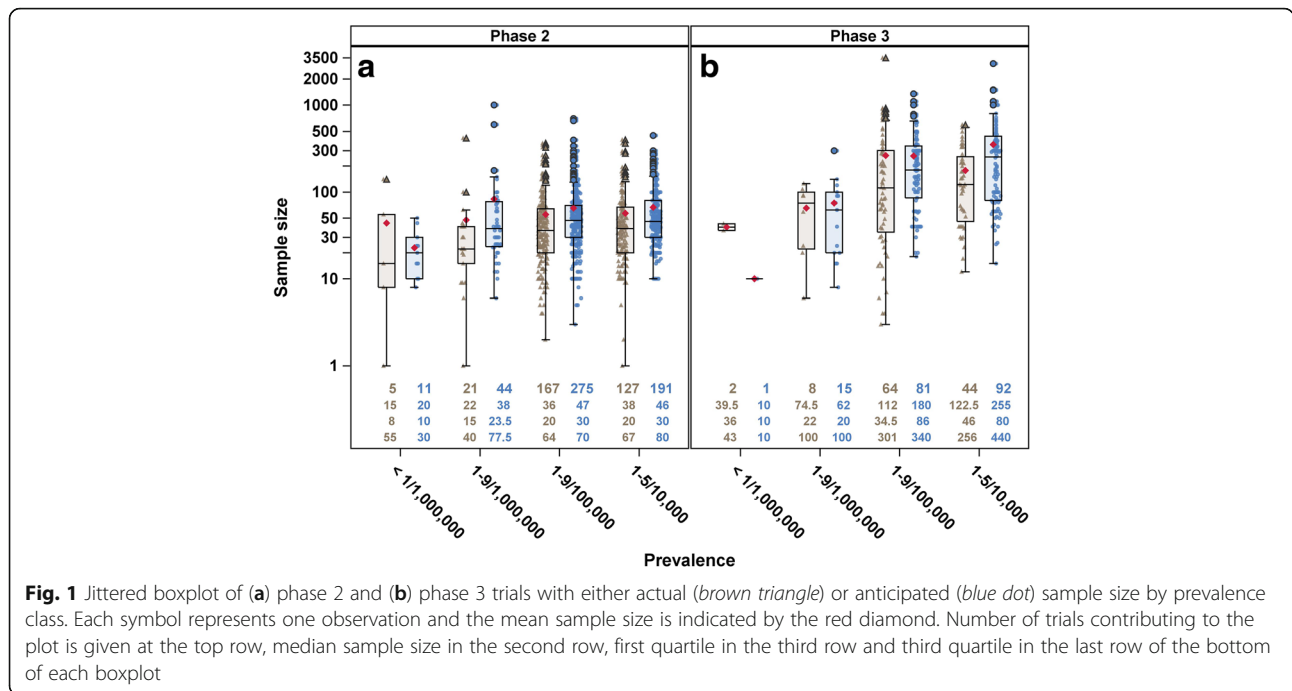 Phase 2 Phase 3
a b
3500
2000
1000
500
300
100
50
30
10
1
Sample size
5 11 21 44 167 275 127 191 2 1 8 15 64 81 44 92
15 20 22 38 36 47 38 46 39.5 10 74.5 62 112 180 122.5 255
8 10 15 23.5 20 30 20 30 36 10 22 20 34.5 86 46 80
55 30 40 77.5 64 70 67 80 43 10 100 100 301 340 256 440
< 1/1,000,000 1-9/1,000,000 1-9/100,000 1-5/10,000 < 1/1,000,000 1-9/1,000,000 1-9/100,000 1-5/10,000
Prevalence
Fig. 1 Jittered boxplot of (a) phase 2 and (b) phase 3 trials with either actual (brown triangle) or anticipated (blue dot) sample size by prevalence
class. Each symbol represents one observation and the mean sample size is indicated by the red diamond. Number of trials contributing to the
plot is given at the top row, median sample size in the second row, first quartile in the third row and third quartile in the last row of the bottom
of each boxplot